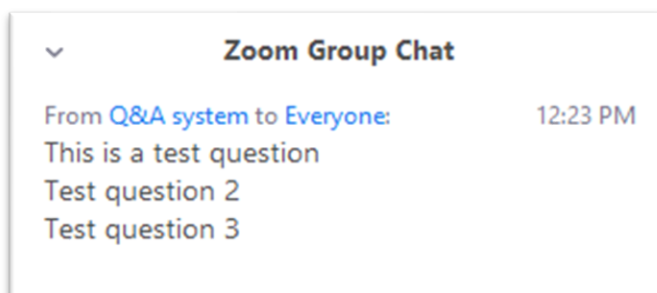 Zoom Group Chat
From Q&A system to Everyone: 12:23 PM
This is a test question
Test question 2
Test question 3